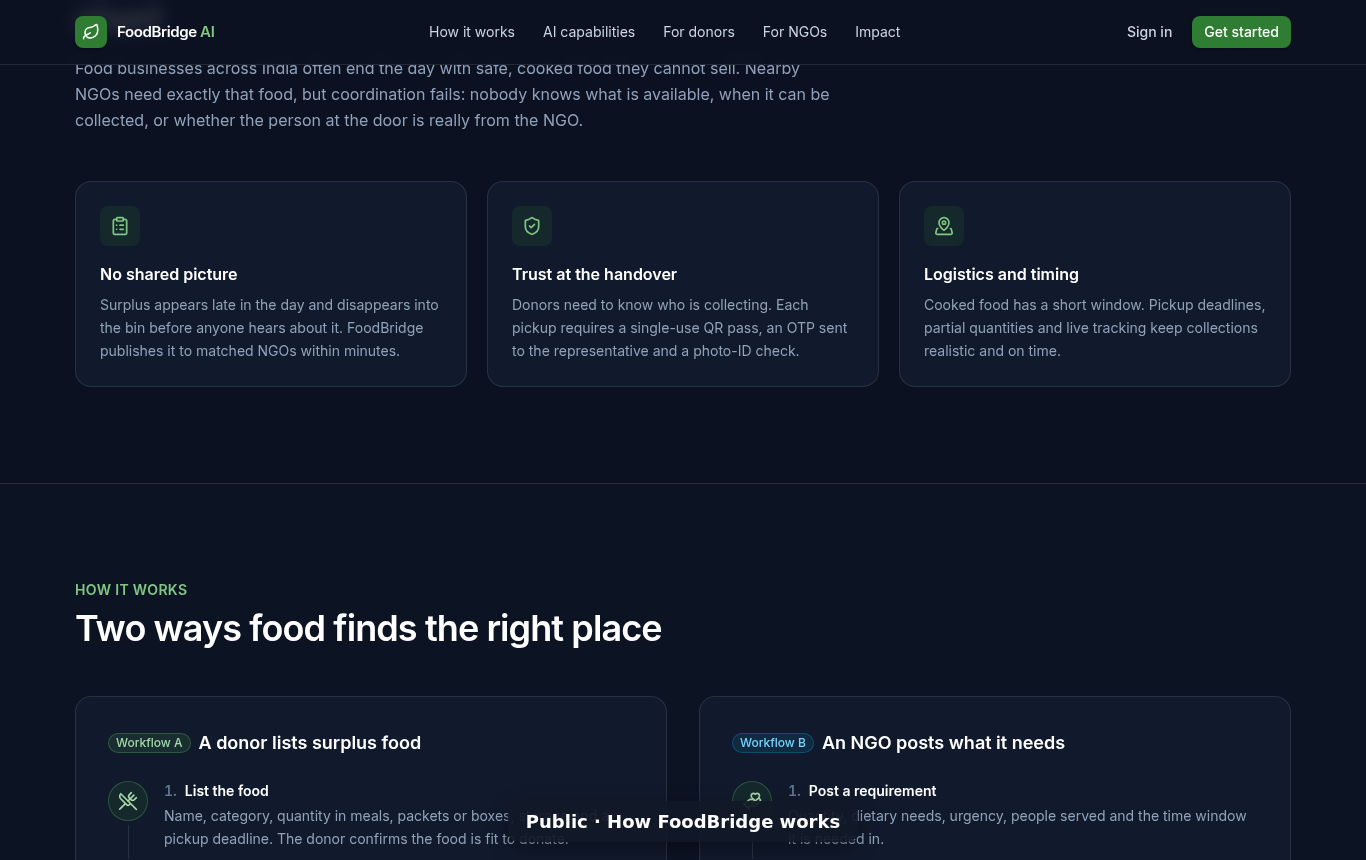 FoodBridge AI
How it works
AI capabilities
For donors
For NGOs
Impact
Sign in
Get started
Food businesses across India often end the day with safe, cooked food they cannot sell. Nearby
NGOs need exactly that food, but coordination fails: nobody knows what is available, when it can be
collected, or whether the person at the door is really from the NGO.
No shared picture
Surplus appears late in the day and disappears into
the bin before anyone hears about it. FoodBridge
publishes it to matched NGOs within minutes.
Trust at the handover
Donors need to know who is collecting. Each
pickup requires a single-use QR pass, an OTP sent
to the representative and a photo-ID check.
Logistics and timing
Cooked food has a short window. Pickup deadlines,
partial quantities and live tracking keep collections
realistic and on time.
HOW IT WORKS
Two ways food finds the right place
Workflow A
A donor lists surplus food
1. List the food
Name, category, quantity in meals, packets or boxes
pickup deadline. The donor confirms the food is fit to donate.
Workflow B
An NGO posts what it needs
1. Post a requirement
dietary needs, urgency, people served and the time window
it is needed in.
Public · How FoodBridge works